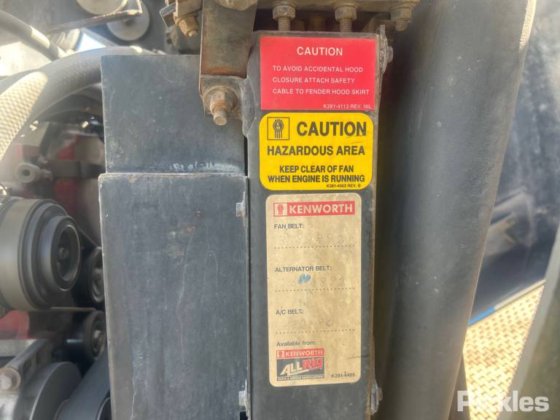 CAUTION
TO AVOID ACCIDENTAL HOOD
CLOSURE ATTACH SAFETY
CABLE TO FENDER HOOD SKIRT
CAUTION
HAZARDOUS AREA
KEEP CLEAR OF FAN
WHEN ENGINE IS RUNNING
KENWORTH
FAN BELT:
ALTERNATOR BELT:
A/C BELT:
Available from:
KENWORTH
Pickles